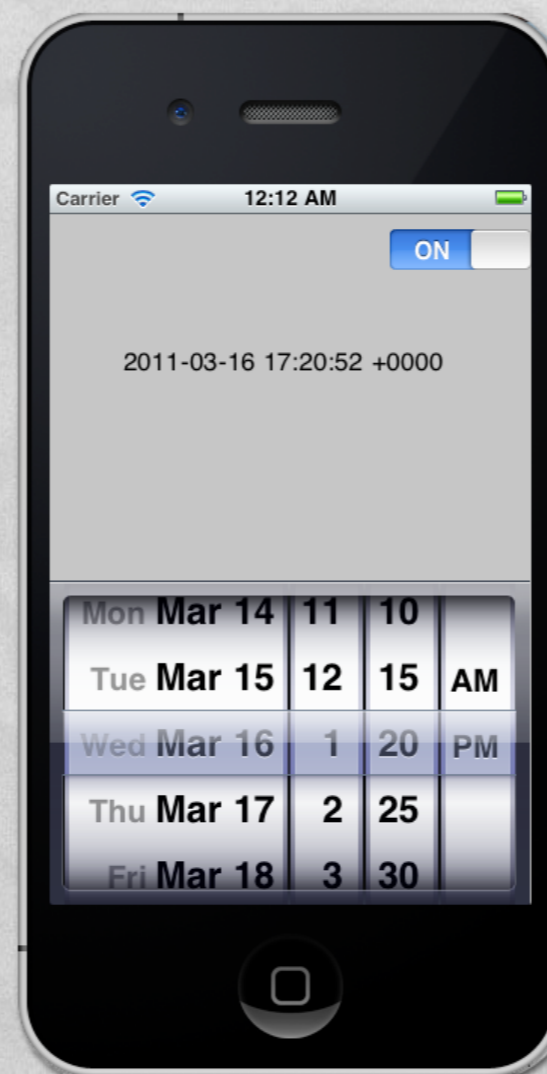 Carrier 12:12 AM
ON
2011-03-16 17:20:52 +0000
Mon Mar 14 11 10
Tue Mar 15 12 15 AM
Wed Mar 16 1 20 PM
Thu Mar 17 2 25
Fri Mar 18 3 30